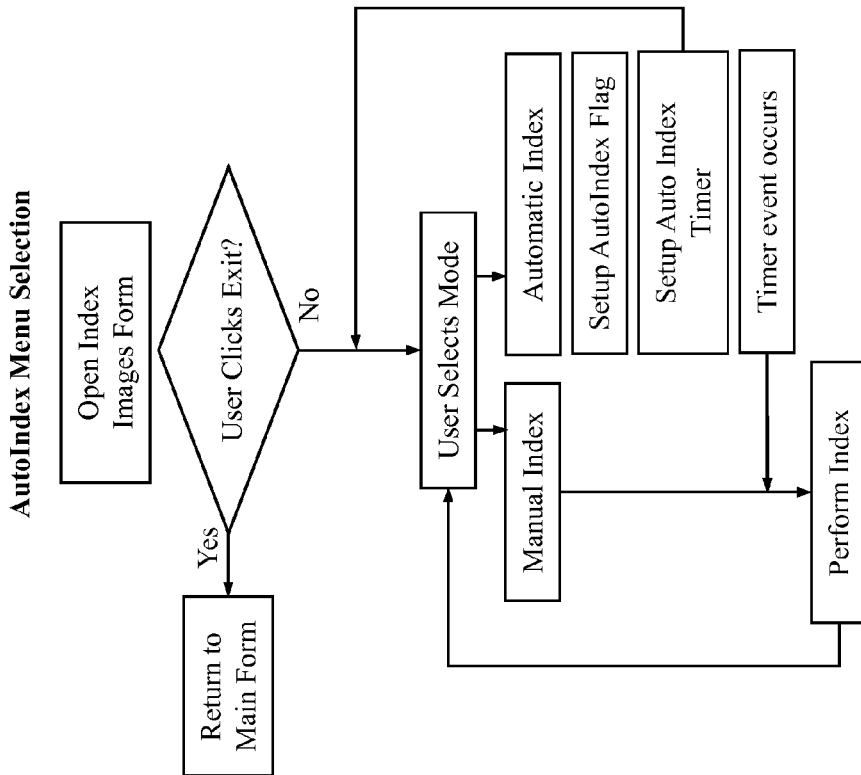 AutoIndex Menu Selection
Open Index
Images Form
User Clicks Exit?
Yes
No
Return to
Main Form
User Selects Mode
Manual Index
Automatic Index
Setup AutoIndex Flag
Setup Auto Index
Timer
Timer event occurs
Perform Index